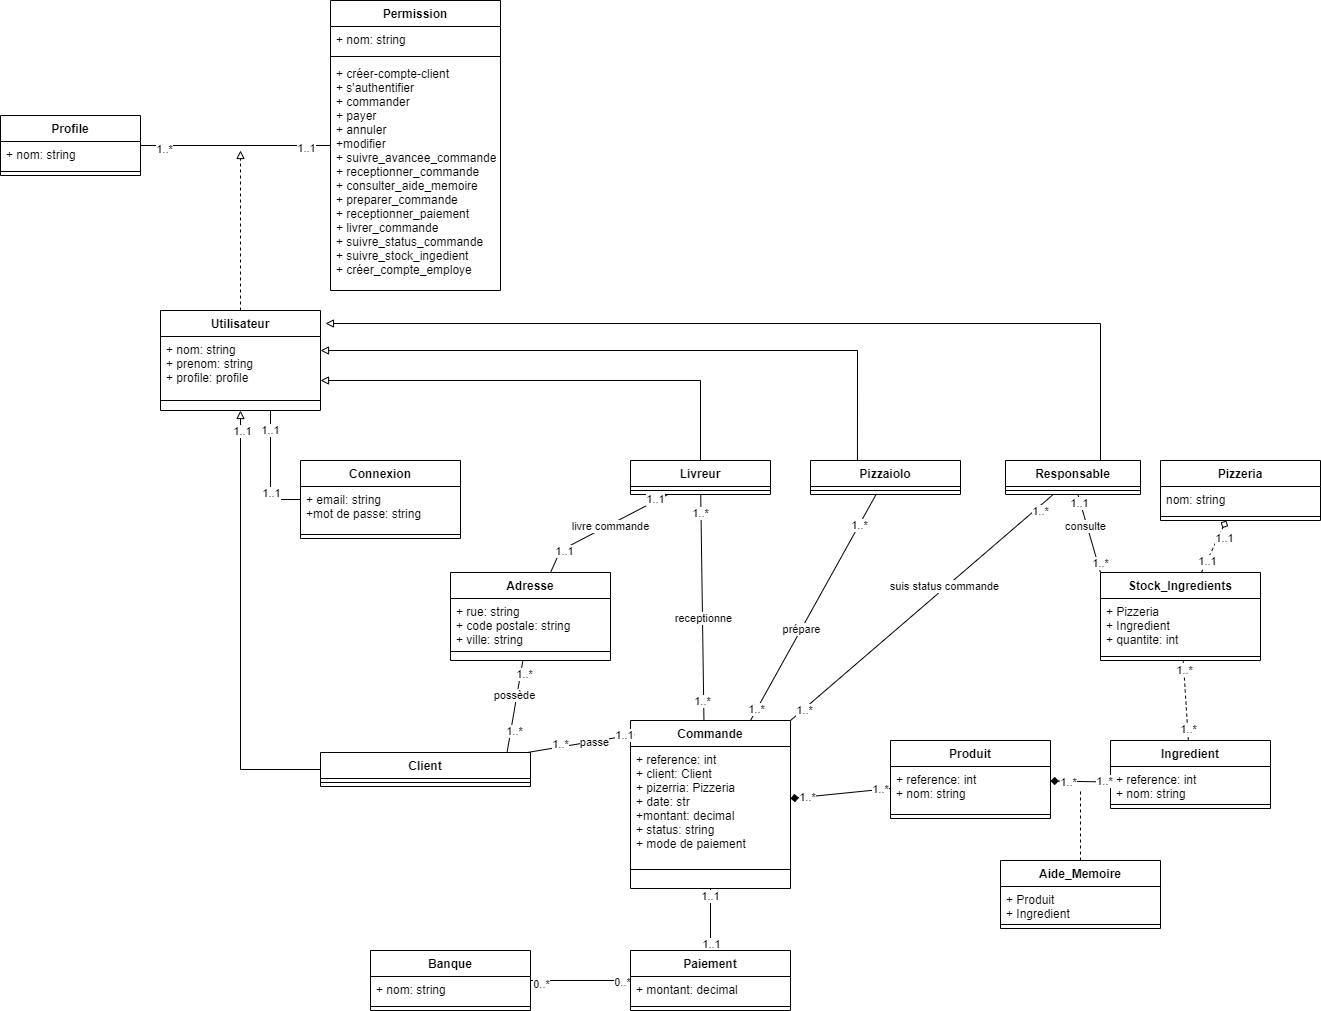 Permission
+ nom: string
+ créer-compte-client
+ s'authentifier
+ commander
+ payer
+ annuler
+modifier
+ suivre_avancee_commande
+ receptionner_commande
+ consulter_aide_memoire
+ preparer_commande
+ receptionner_paiement
+ livrer_commande
+ suivre_status_commande
+ suivre_stock_ingedient
+ créer_compte_employe
Profile
+ nom: string
1..*
1..1
Utilisateur
+ nom: string
+ prenom: string
+ profile: profile
1..1
1..1
1..1
Connexion
+ email: string
+mot de passe: string
Livreur
Pizzaiolo
Responsable
Pizzeria
nom: string
1..1
livre commande
1..1
1..*
receptionne
1..*
1..*
prépare
1..*
1..*
suis status commande
1..*
1..1
consulte
1..*
1..1
1..1
Adresse
+ rue: string
+ code postale: string
+ ville: string
Stock_Ingredients
+ Pizzeria
+ Ingredient
+ quantite: int
1..*
possède
1..*
1..*
1..*
Client
1..*
passe
1..1
Commande
+ reference: int
+ client: Client
+ pizerria: Pizzeria
+ date: str
+montant: decimal
+ status: string
+ mode de paiement
1..*
1..*
Produit
+ reference: int
+ nom: string
1..*
1..*
Ingredient
+ reference: int
+ nom: string
Aide_Memoire
+ Produit
+ Ingredient
1..1
1..1
Banque
+ nom: string
0..*
0..*
Paiement
+ montant: decimal